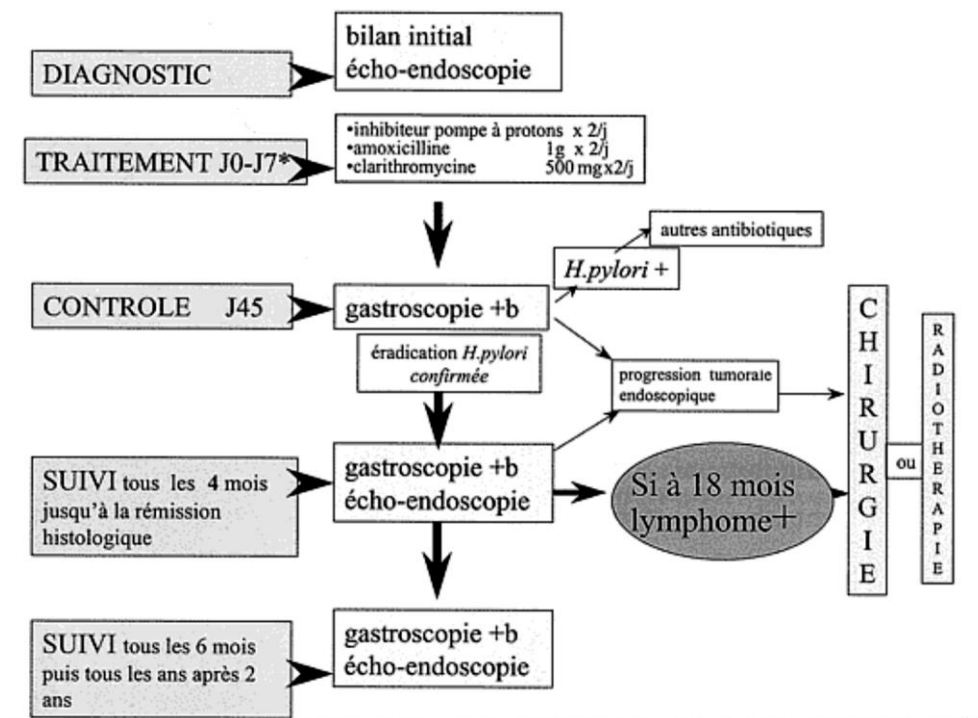 bilan initial
écho-endoscopie
DIAGNOSTIC
•inhibiteur pompe à protons x 2/j
•amoxicilline 1g x 2/j
•clarithromycine 500 mgx2/j
TRAITEMENT J0-J7*
autres antibiotiques
H.pylori +
CONTROLE J45
gastroscopie +b
éradication H.pylori
confirmée
progression tumorale
endoscopique
CHIRURGIE
ou
RADIOTHERAPIE
SUIVI tous les 4 mois
jusqu'à la rémission
histologique
gastroscopie +b
écho-endoscopie
Si à 18 mois
lymphome+
SUIVI tous les 6 mois
puis tous les ans après 2
ans
gastroscopie +b
écho-endoscopie